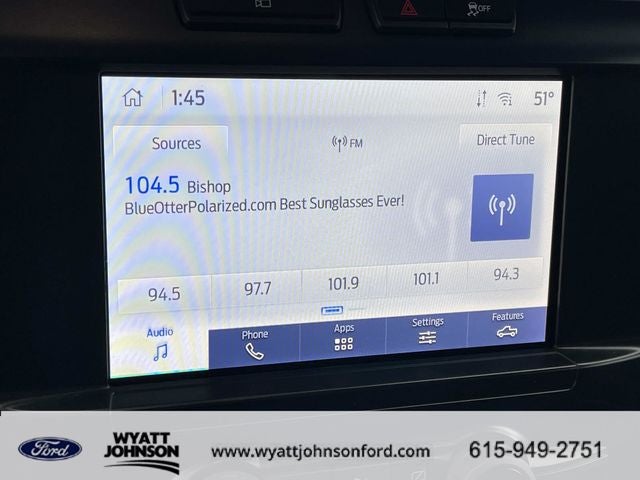 OFF
1:45
51°
Sources
FM
Direct Tune
104.5 Bishop
BlueOtterPolarized.com Best Sunglasses Ever!
94.5 97.7 101.9 101.1 94.3
Audio Phone Apps Settings Features
Ford
WYATT
JOHNSON
www.wyattjohnsonford.com
615-949-2751